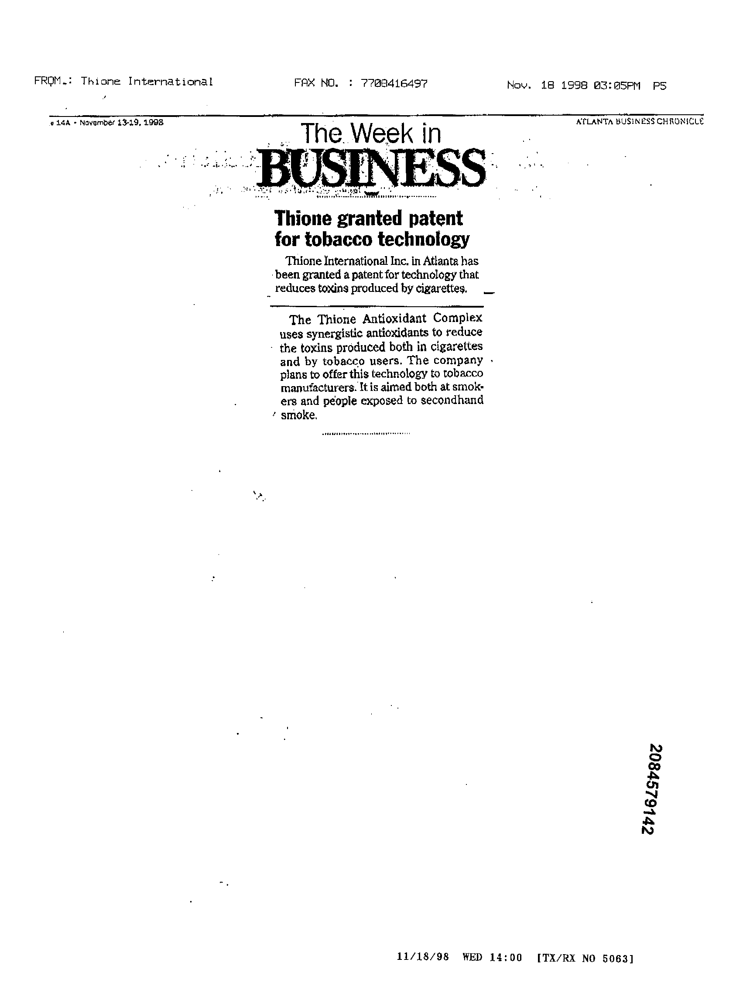 FROM.: Thione International FAX NO. : 7708416497 Nov. 18 1998 03:05PM P5
14A • November 13-19, 1998 ATLANTA BUSINESS CHRONICLE
The Week in
BUSINESS
Thione granted patent
for tobacco technology
Thione International Inc. in Atlanta has
been granted a patent for technology that
reduces toxins produced by cigarettes.
The Thione Antioxidant Complex
uses synergistic antioxidants to reduce
the toxins produced both in cigarettes
and by tobacco users. The company
plans to offer this technology to tobacco
manufacturers. It is aimed both at smok-
ers and people exposed to secondhand
smoke.
2084579142
11/18/98 WED 14:00 [TX/RX NO 5063]